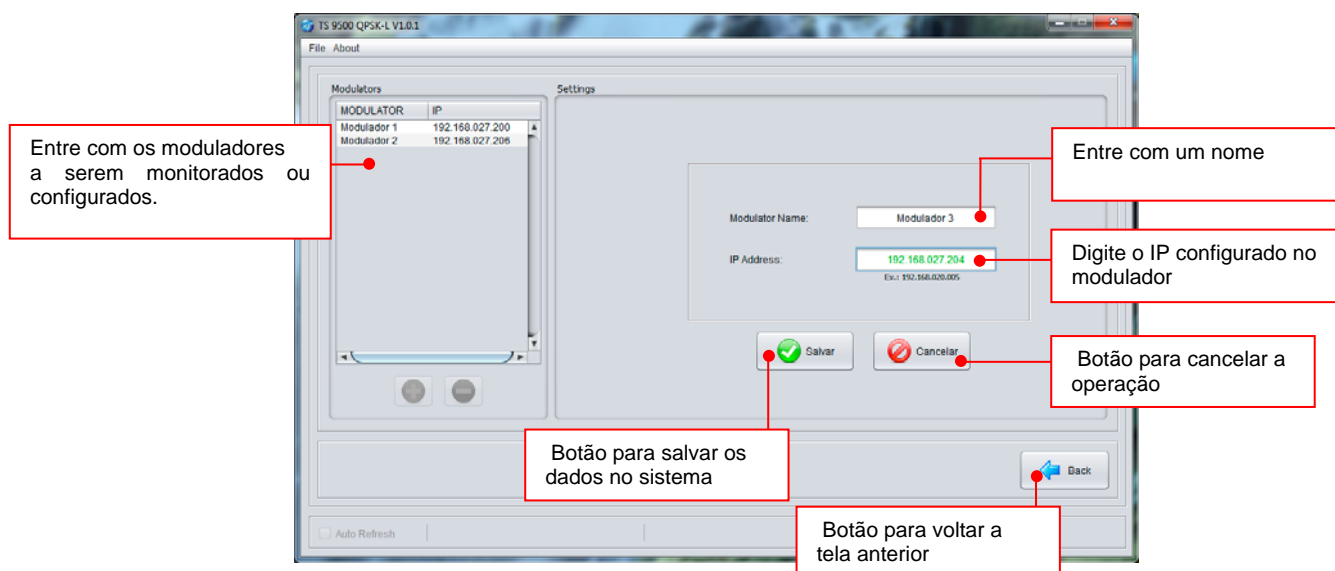 TS 9500 QPSK-L V1.0.1
File About
Modulators
Settings
MODULATOR IP
Modulador 1 192.168.027.200
Modulador 2 192.168.027.206
Entre com os moduladores
a serem monitorados ou
configurados.
Modulator Name:
Modulador 3
Entre com um nome
IP Address:
192.168.027.204
Ex.: 192.168.020.005
Digite o IP configurado no
modulador
Salvar
Cancelar
Botão para cancelar a
operação
Botão para salvar os
dados no sistema
Back
Auto Refresh
Botão para voltar a
tela anterior